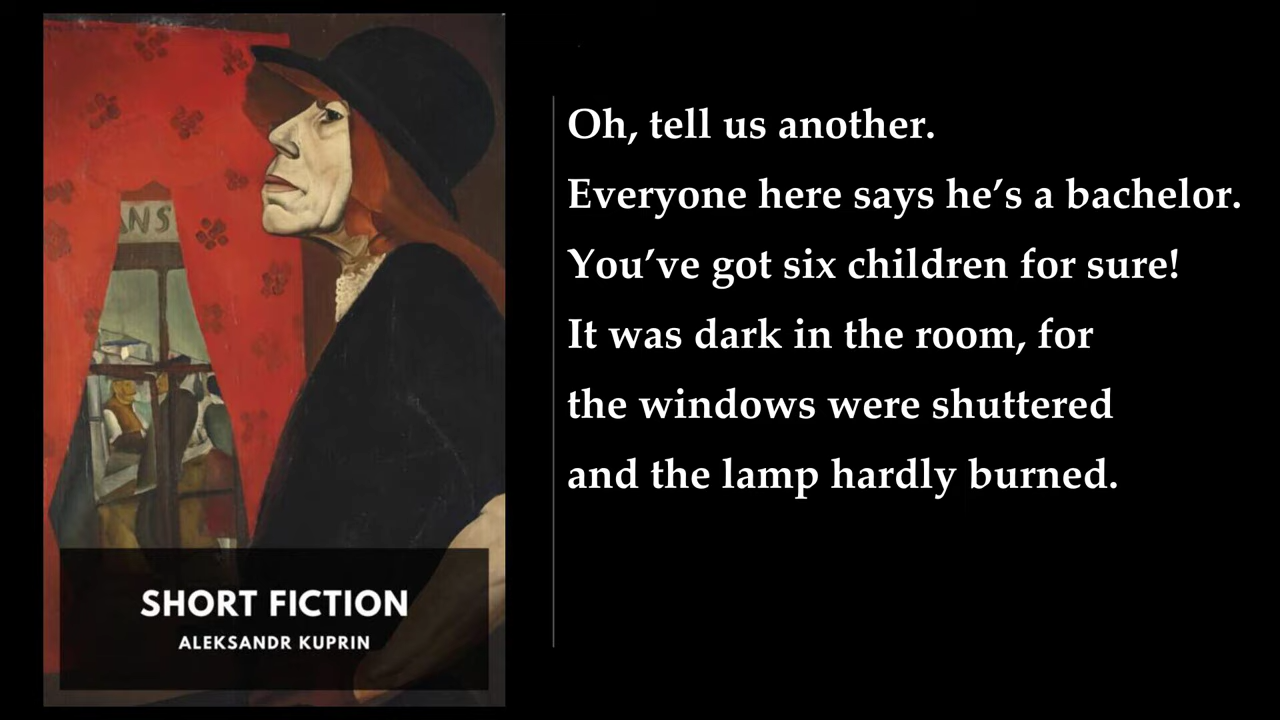 ANS
SHORT FICTION
ALEKSANDR KUPRIN
Oh, tell us another.
Everyone here says he’s a bachelor.
You’ve got six children for sure!
It was dark in the room, for
the windows were shuttered
and the lamp hardly burned.